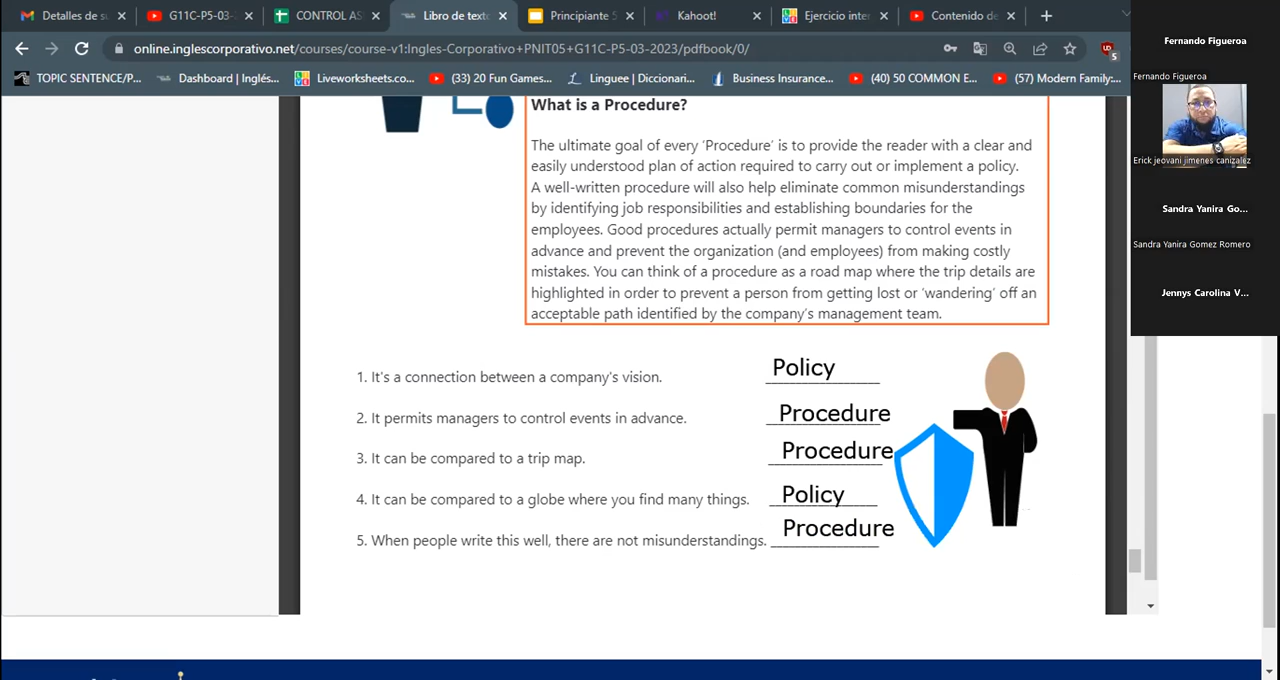 Detalles de su
G11C-P5-03-
CONTROL AS
Libro de texto
Principiante 5
Kahoot!
Ejercicio inter
Contenido de
online.inglescorporativo.net/courses/course-v1:Ingles-Corporativo+PNIT05+G11C-P5-03-2023/pdfbook/0/
TOPIC SENTENCE/P...
Dashboard | Inglés...
Liveworksheets.co...
(33) 20 Fun Games...
Linguee | Diccionari...
Business Insurance...
(40) 50 COMMON E...
(57) Modern Family:...
5
Fernando Figueroa
Fernando Figueroa
Erick jeovani jimenes canizalez
Sandra Yanira Go...
Sandra Yanira Gomez Romero
Jennys Carolina V...
What is a Procedure?
The ultimate goal of every ‘Procedure’ is to provide the reader with a clear and
easily understood plan of action required to carry out or implement a policy.
A well-written procedure will also help eliminate common misunderstandings
by identifying job responsibilities and establishing boundaries for the
employees. Good procedures actually permit managers to control events in
advance and prevent the organization (and employees) from making costly
mistakes. You can think of a procedure as a road map where the trip details are
highlighted in order to prevent a person from getting lost or ‘wandering’ off an
acceptable path identified by the company's management team.
1. It's a connection between a company's vision. Policy
2. It permits managers to control events in advance. Procedure
3. It can be compared to a trip map. Procedure
4. It can be compared to a globe where you find many things. Policy
5. When people write this well, there are not misunderstandings. Procedure